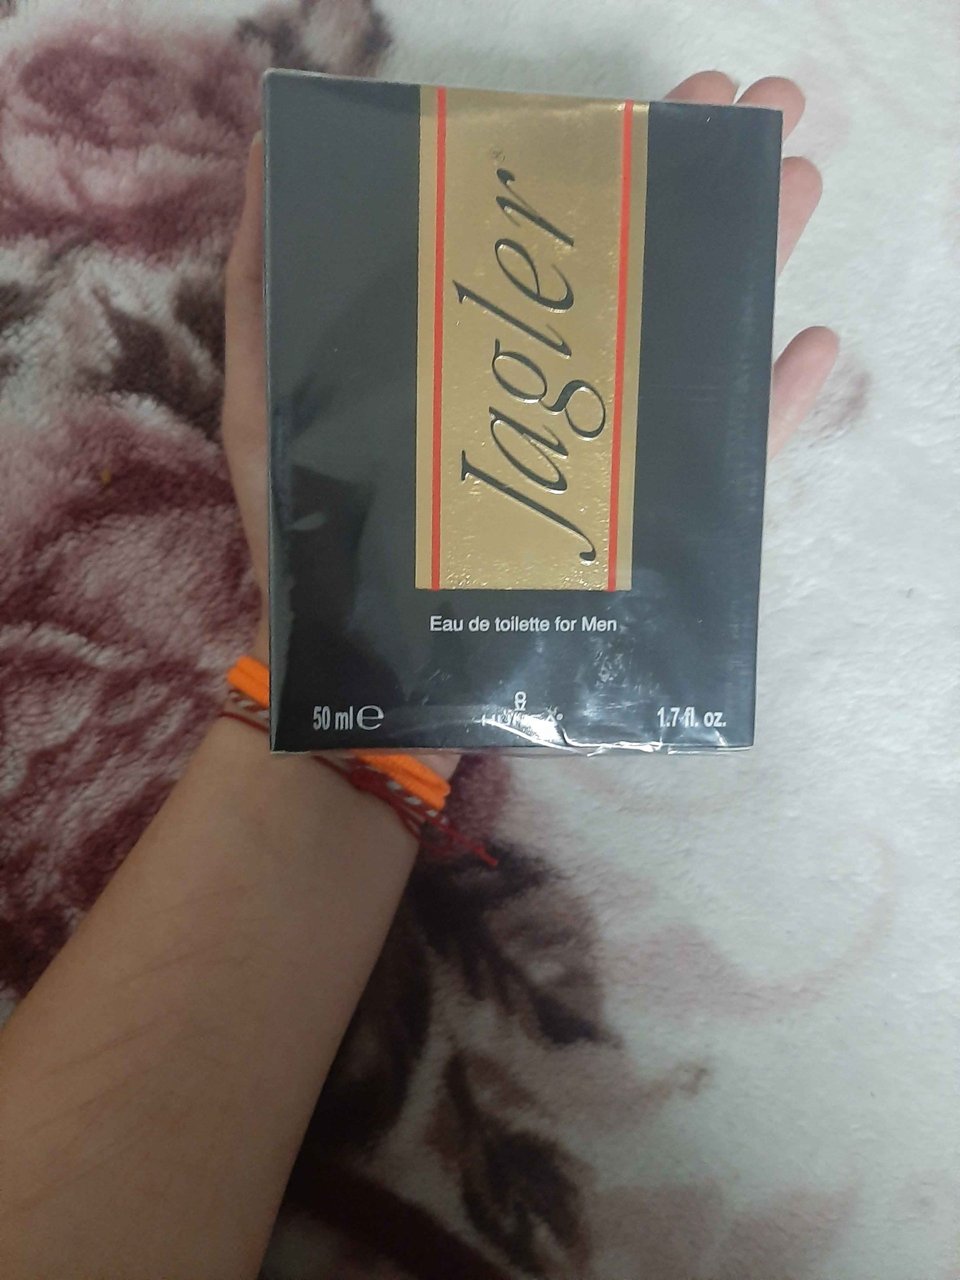 Jagler®
Eau de toilette for Men
50 ml e
1.7 fl. oz.